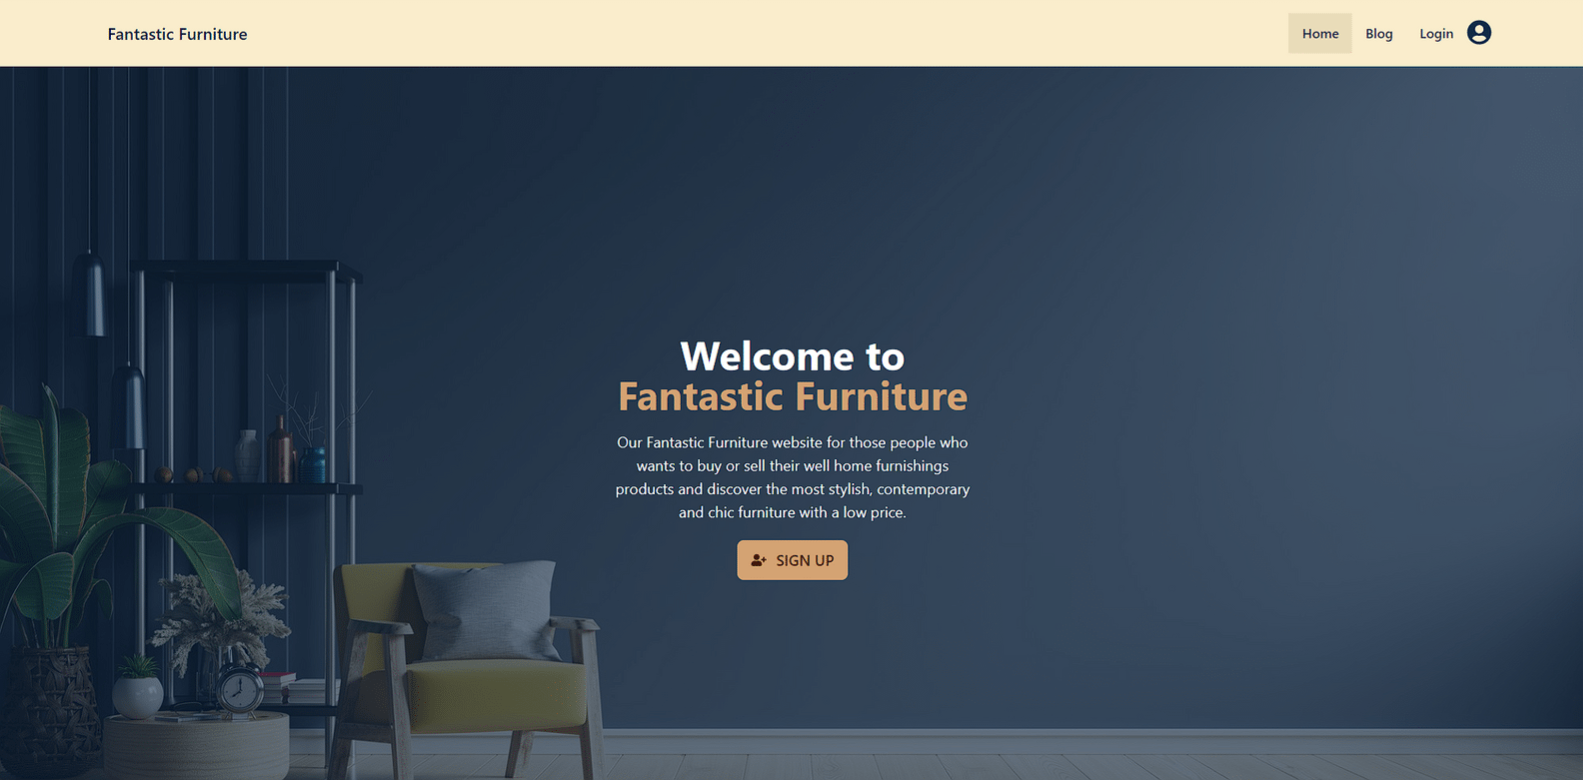 Fantastic Furniture
Home Blog Login
Welcome to
Fantastic Furniture
Our Fantastic Furniture website for those people who
wants to buy or sell their well home furnishings
products and discover the most stylish, contemporary
and chic furniture with a low price.
SIGN UP